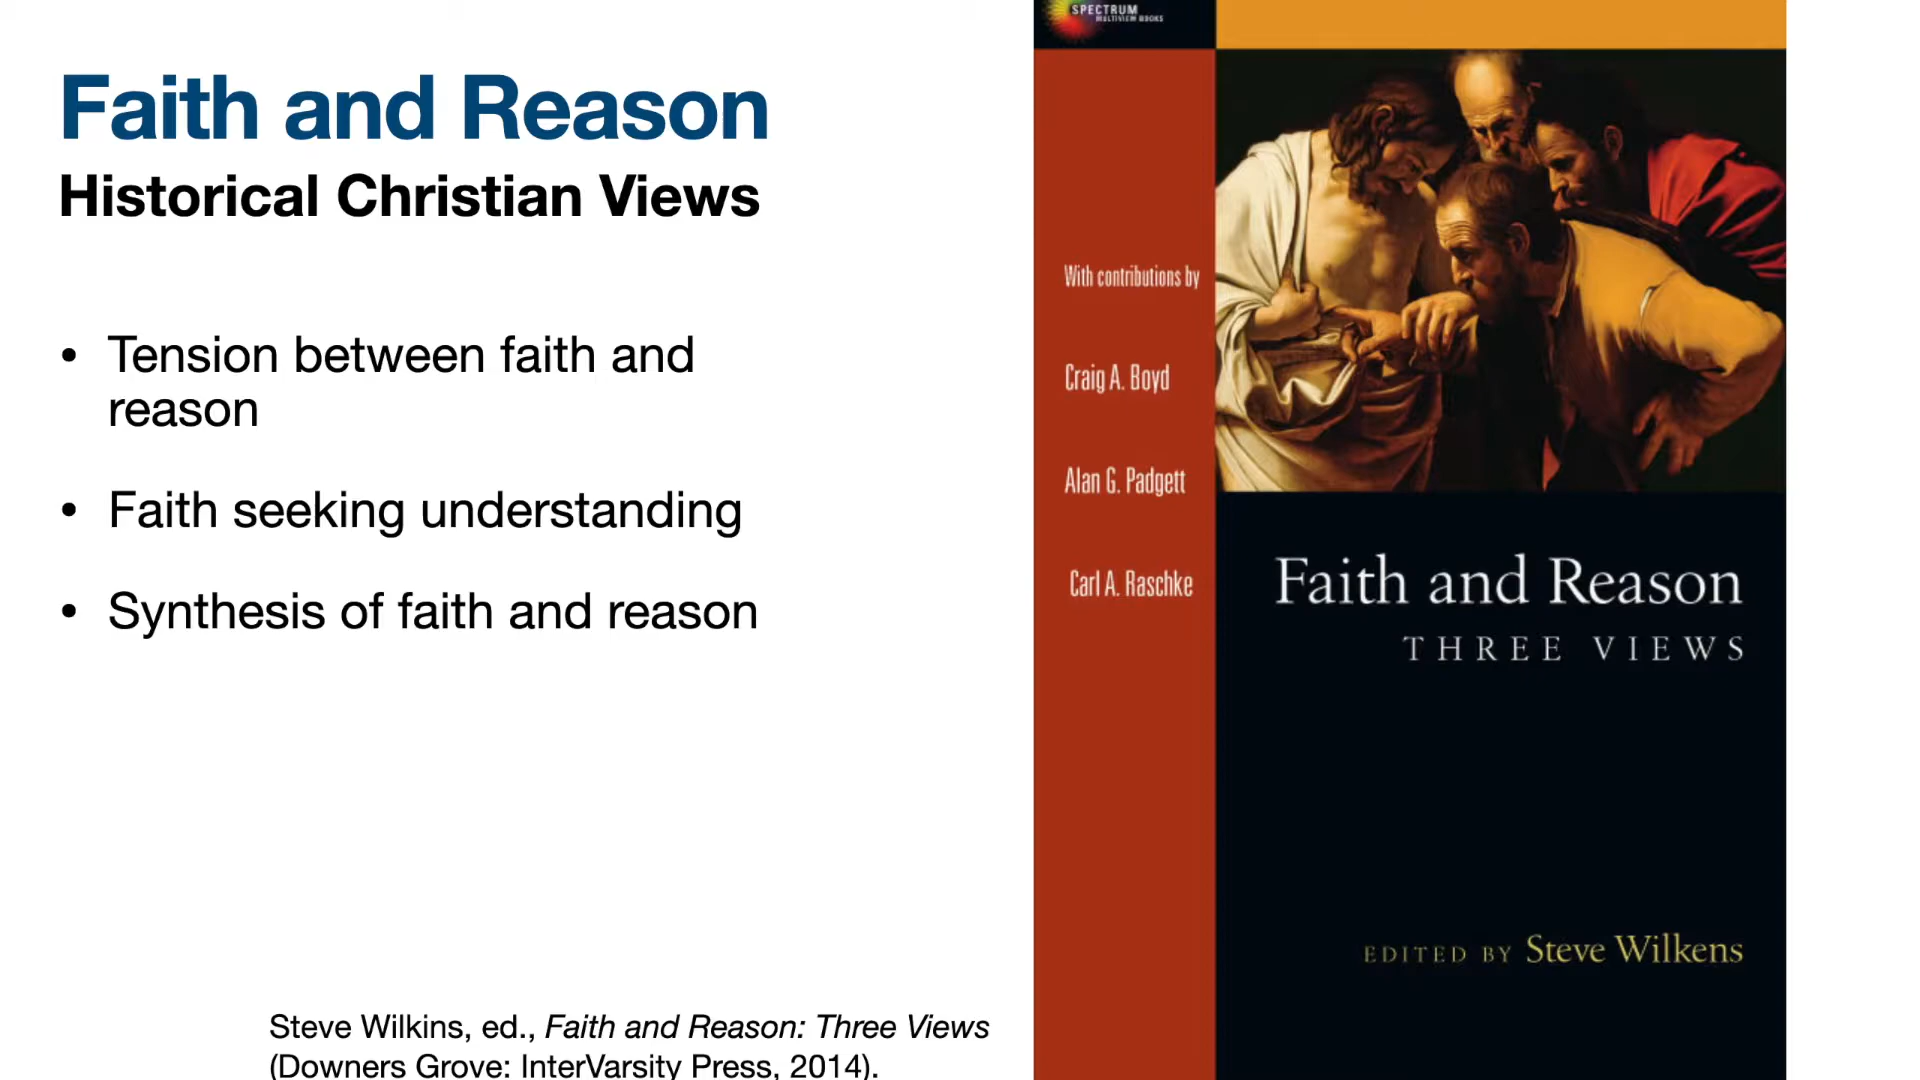 Faith and Reason
Historical Christian Views
• Tension between faith and
reason
• Faith seeking understanding
• Synthesis of faith and reason
Steve Wilkins, ed., Faith and Reason: Three Views
(Downers Grove: InterVarsity Press, 2014).
SPECTRUM
MULTIVIEW BOOKS
With contributions by
Craig A. Boyd
Alan G. Padgett
Carl A. Raschke
Faith and Reason
THREE VIEWS
EDITED BY Steve Wilkens